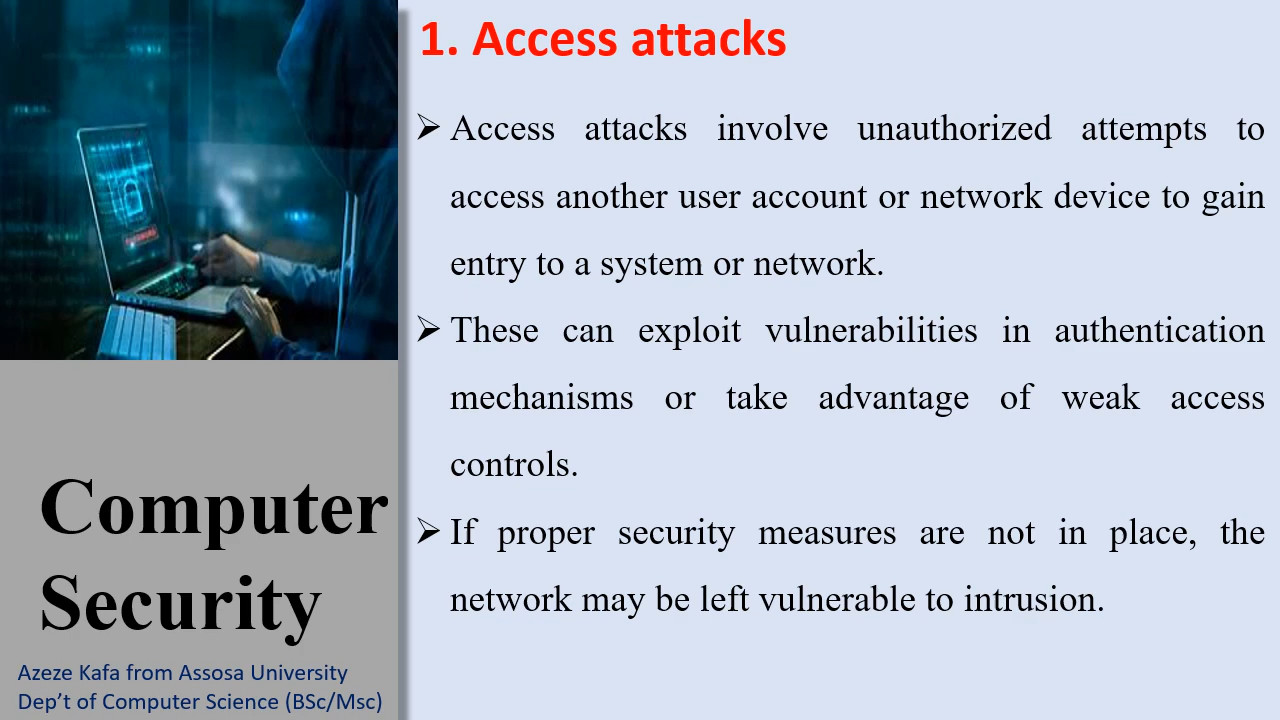 1. Access attacks
➢ Access attacks involve unauthorized attempts to
access another user account or network device to gain
entry to a system or network.
➢ These can exploit vulnerabilities in authentication
mechanisms or take advantage of weak access
controls.
➢ If proper security measures are not in place, the
network may be left vulnerable to intrusion.
Computer
Security
Azeze Kafa from Assosa University
Dep’t of Computer Science (BSc/Msc)